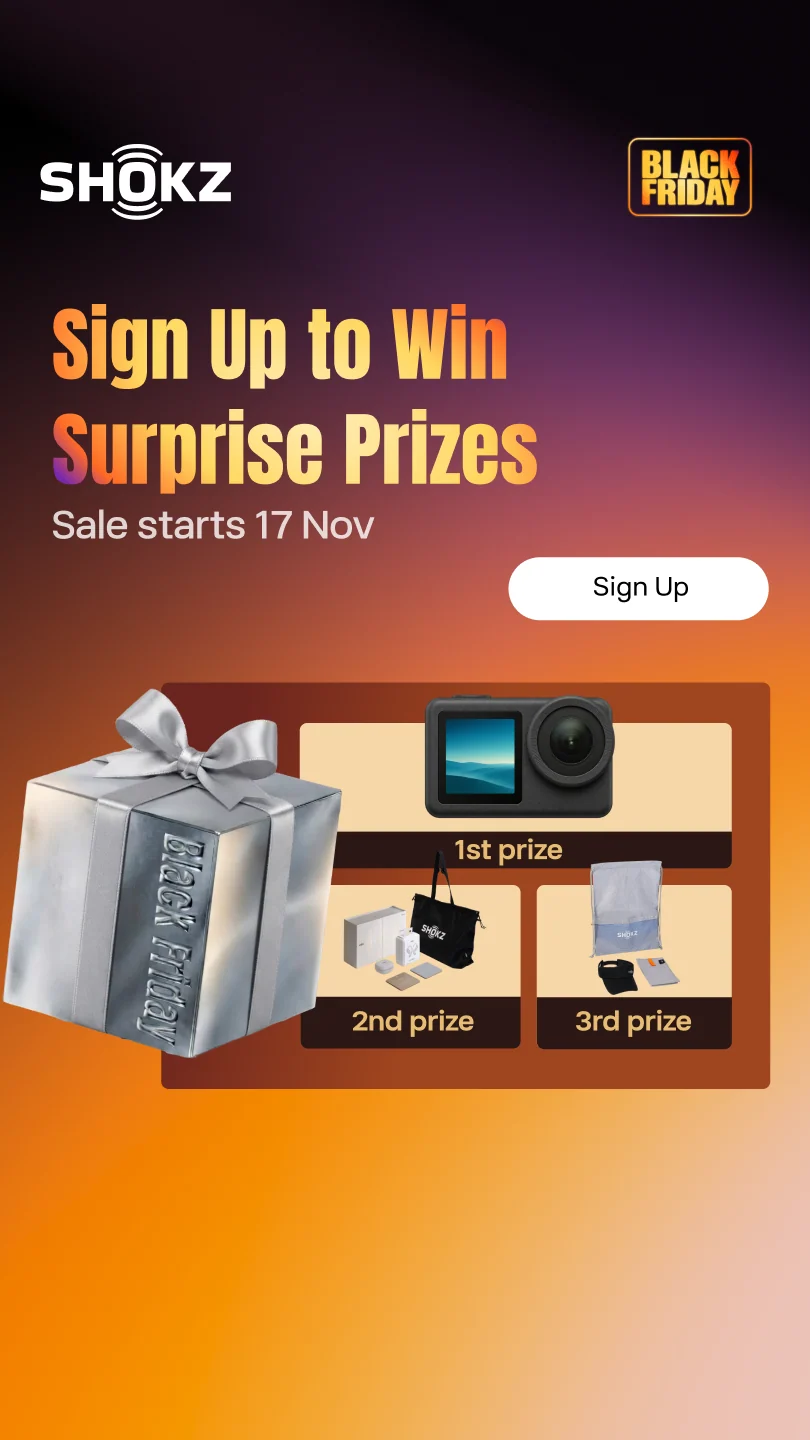 SHOKZ
BLACK
FRIDAY
Sign Up to Win
Surprise Prizes
Sale starts 17 Nov
Sign Up
Black Friday
1st prize
SHOKZ
SHOKZ
2nd prize
3rd prize